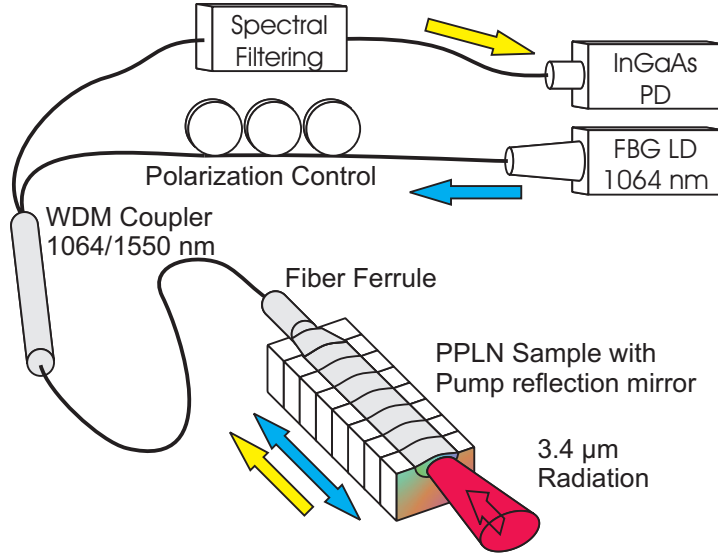 Spectral
Filtering
InGaAs
PD
FBG LD
1064 nm
Polarization Control
WDM Coupler
1064/1550 nm
Fiber Ferrule
PPLN Sample with
Pump reflection mirror
3.4 µm
Radiation